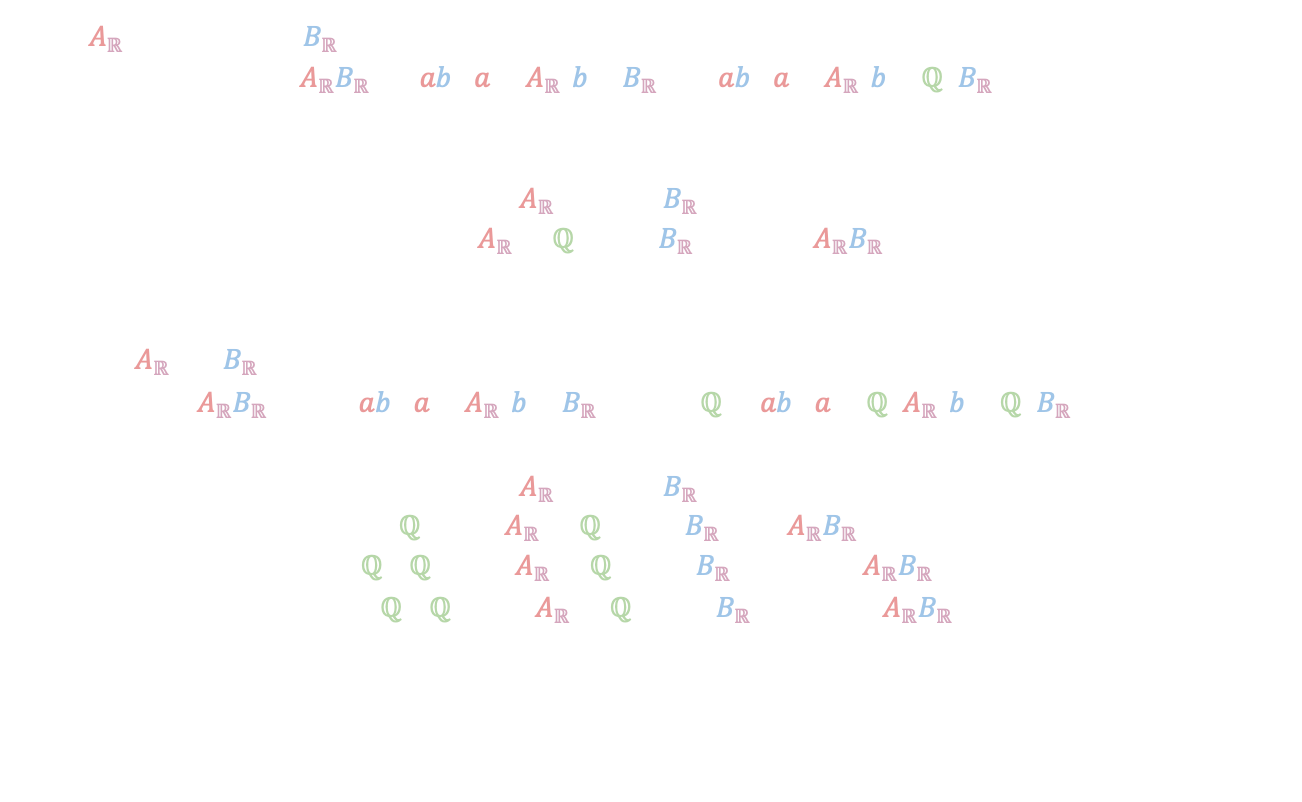 A_ℝ B_ℝ
A_ℝB_ℝ ab a A_ℝ b B_ℝ ab a A_ℝ b ℚ B_ℝ
A_ℝ B_ℝ
A_ℝ ℚ B_ℝ A_ℝB_ℝ
A_ℝ B_ℝ
A_ℝB_ℝ ab a A_ℝ b B_ℝ ℚ ab a ℚ A_ℝ b ℚ B_ℝ
A_ℝ B_ℝ
ℚ A_ℝ ℚ B_ℝ A_ℝB_ℝ
ℚ ℚ A_ℝ ℚ B_ℝ A_ℝB_ℝ
ℚ ℚ A_ℝ ℚ B_ℝ A_ℝB_ℝ